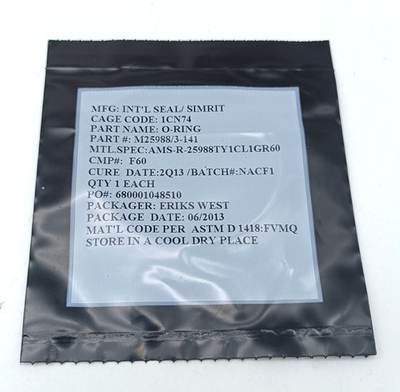 MFG: INT'L SEAL/ SIMRIT
CAGE CODE: 1CN74
PART NAME: O-RING
PART #: M25988/3-141
MTL.SPEC:AMS-R-25988TY1CL1GR60
CMP#: F60
CURE DATE:2Q13 /BATCH#:NACF1
QTY 1 EACH
PO#: 680001048510
PACKAGER: ERIKS WEST
PACKAGE DATE: 06/2013
MAT'L CODE PER ASTM D 1418:FVMQ
STORE IN A COOL DRY PLACE